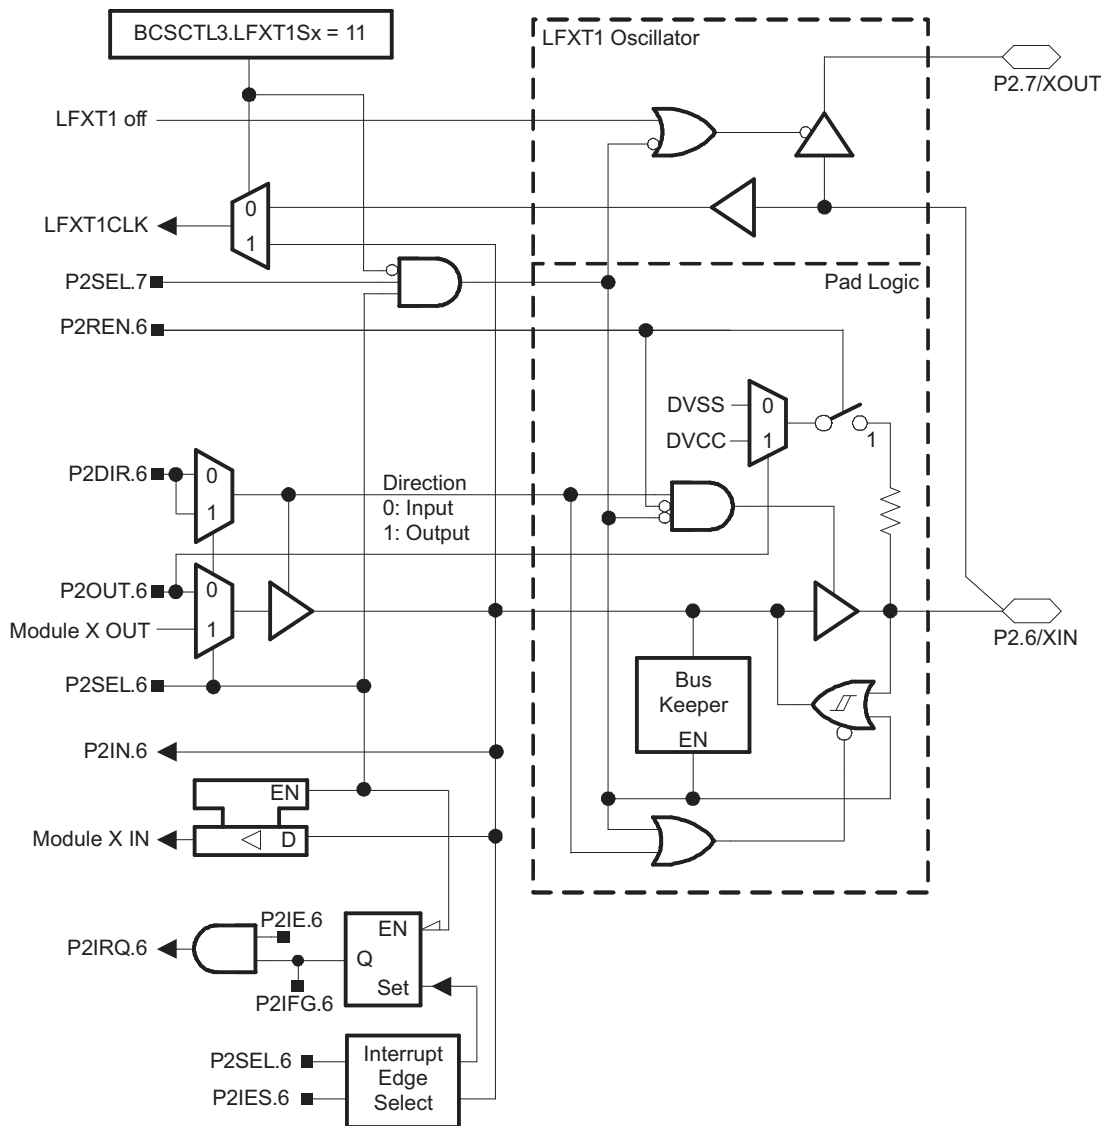 BCSCTL3.LFXT1Sx = 11
LFXT1 Oscillator
P2.7/XOUT
LFXT1 off
0
LFXT1CLK
1
P2SEL.7
Pad Logic
P2REN.6
DVSS
0
DVCC
1
1
P2DIR.6
0
1
Direction
0: Input
1: Output
P2OUT.6
0
Module X OUT
1
P2.6/XIN
P2SEL.6
Bus
Keeper
EN
P2IN.6
EN
Module X IN
D
P2IE.6
EN
P2IRQ.6
Q
Set
P2IFG.6
P2SEL.6
P2IES.6
Interrupt
Edge
Select